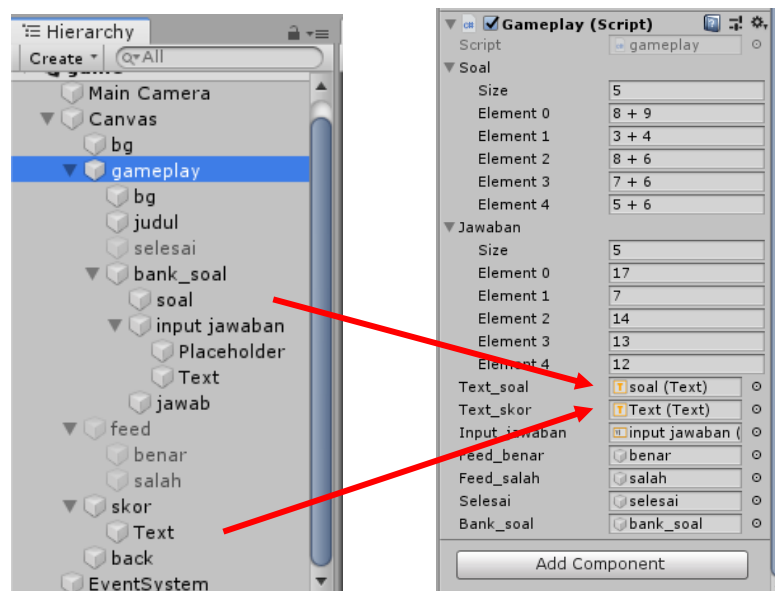 Hierarchy
Create
All
game
Main Camera
Canvas
bg
gameplay
bg
judul
selesai
bank_soal
soal
input jawaban
Placeholder
Text
jawab
feed
benar
salah
skor
Text
back
EventSystem
Gameplay (Script)
Script gameplay
Soal
Size 5
Element 0 8 + 9
Element 1 3 + 4
Element 2 8 + 6
Element 3 7 + 6
Element 4 5 + 6
Jawaban
Size 5
Element 0 17
Element 1 7
Element 2 14
Element 3 13
Element 4 12
Text_soal soal (Text)
Text_skor Text (Text)
Input_jawaban input jawaban (
Feed_benar benar
Feed_salah salah
Selesai selesai
Bank_soal bank_soal
Add Component